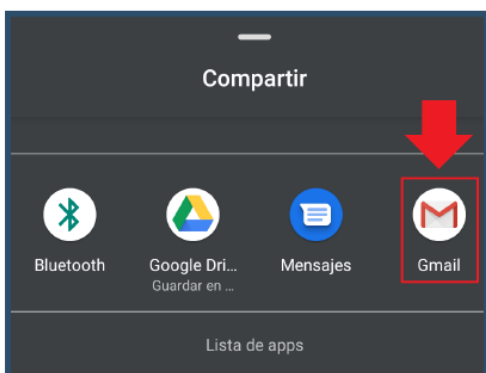 Compartir
Bluetooth
Google Dri...
Guardar en ...
Mensajes
Gmail
Lista de apps